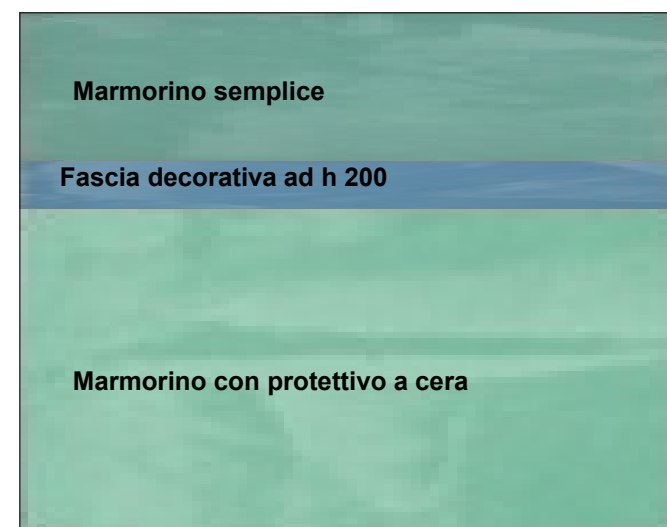 Marmorino semplice
Fascia decorativa ad h 200
Marmorino con protettivo a cera